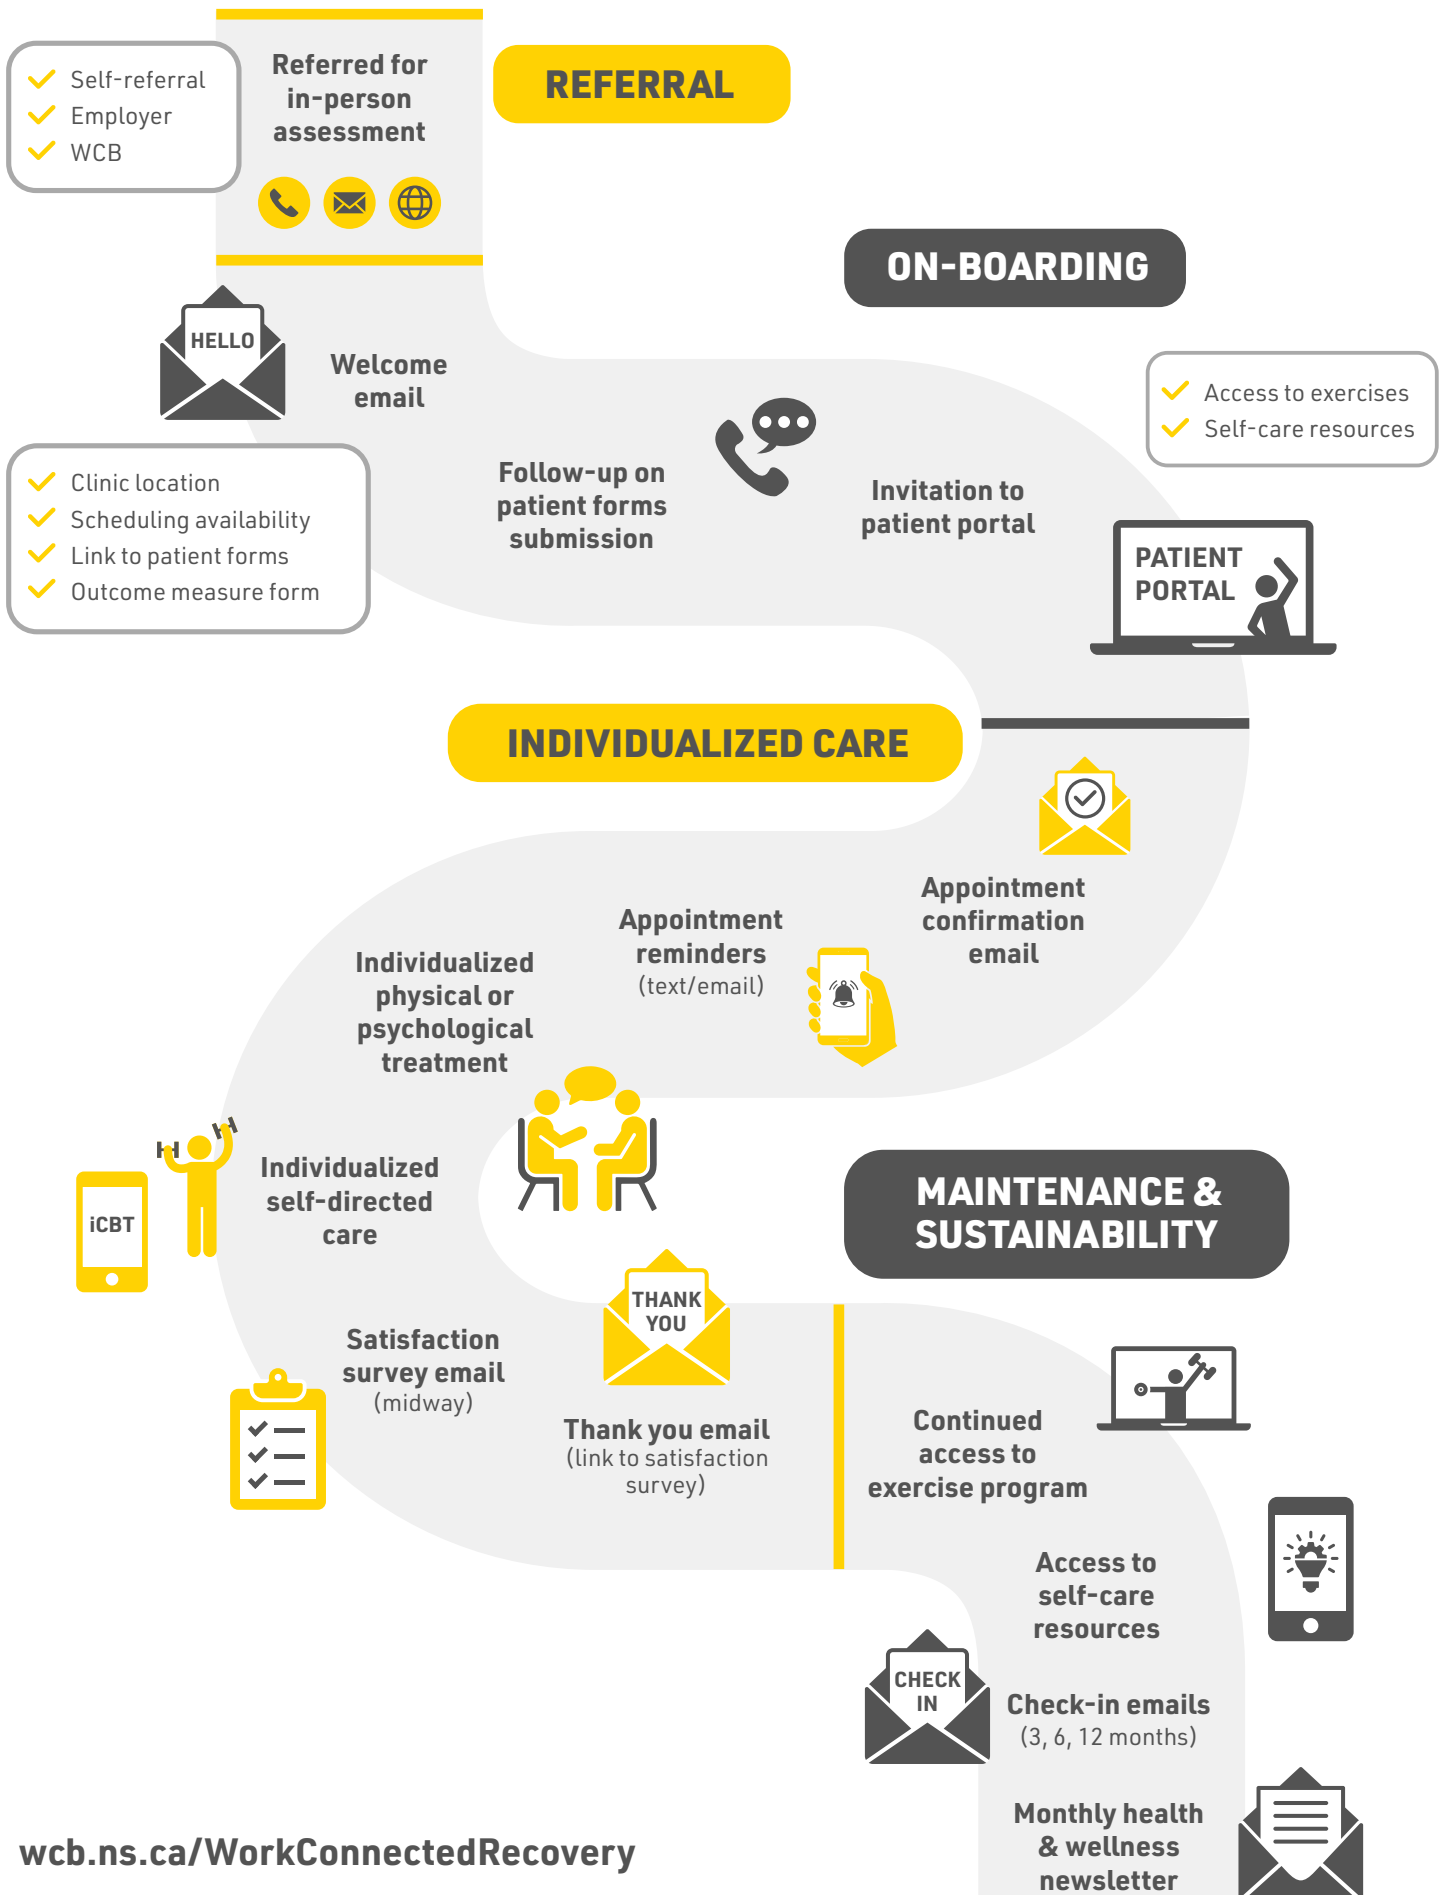 Referred for
in-person
assessment
Self-referral
Employer
WCB
REFERRAL
ON-BOARDING
HELLO
Welcome
email
Clinic location
Scheduling availability
Link to patient forms
Outcome measure form
Follow-up on
patient forms
submission
Invitation to
patient portal
Access to exercises
Self-care resources
PATIENT
PORTAL
INDIVIDUALIZED CARE
Appointment
confirmation
email
Appointment
reminders
(text/email)
Individualized
physical or
psychological
treatment
Individualized
self-directed
care
iCBT
Satisfaction
survey email
(midway)
THANK
YOU
Thank you email
(link to satisfaction
survey)
MAINTENANCE &
SUSTAINABILITY
Continued
access to
exercise program
Access to
self-care
resources
CHECK
IN
Check-in emails
(3, 6, 12 months)
Monthly health
& wellness
newsletter
wcb.ns.ca/WorkConnectedRecovery